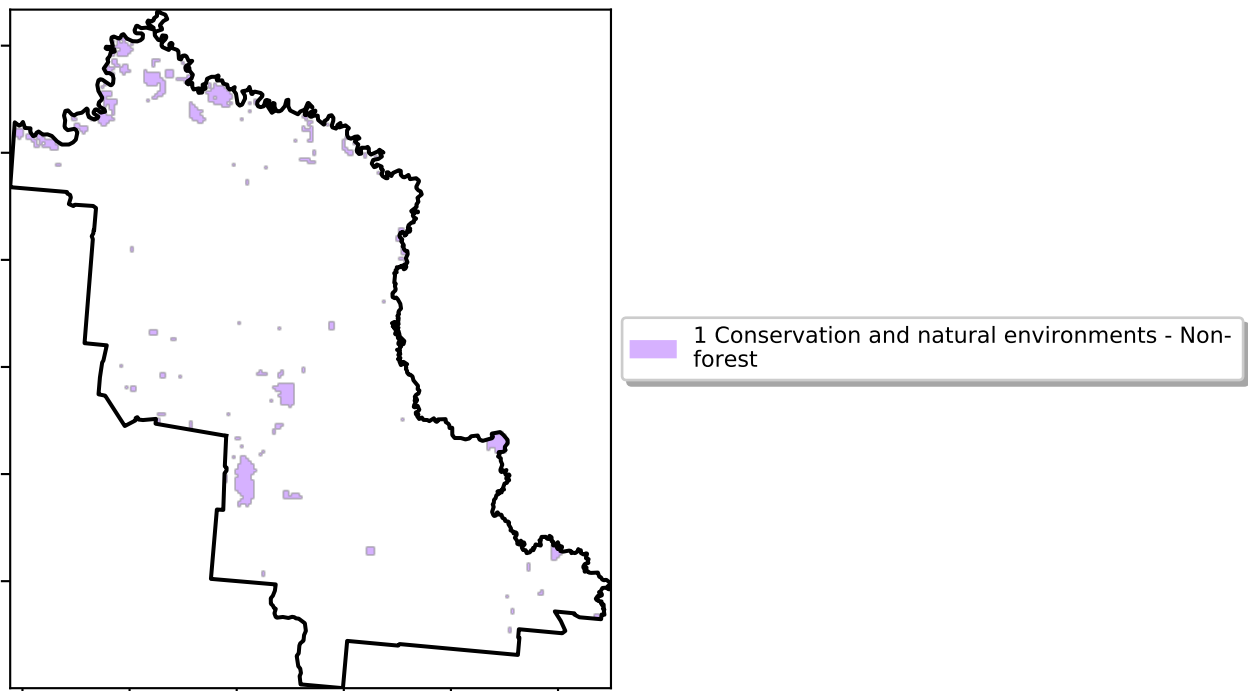 1 Conservation and natural environments - Non-
forest